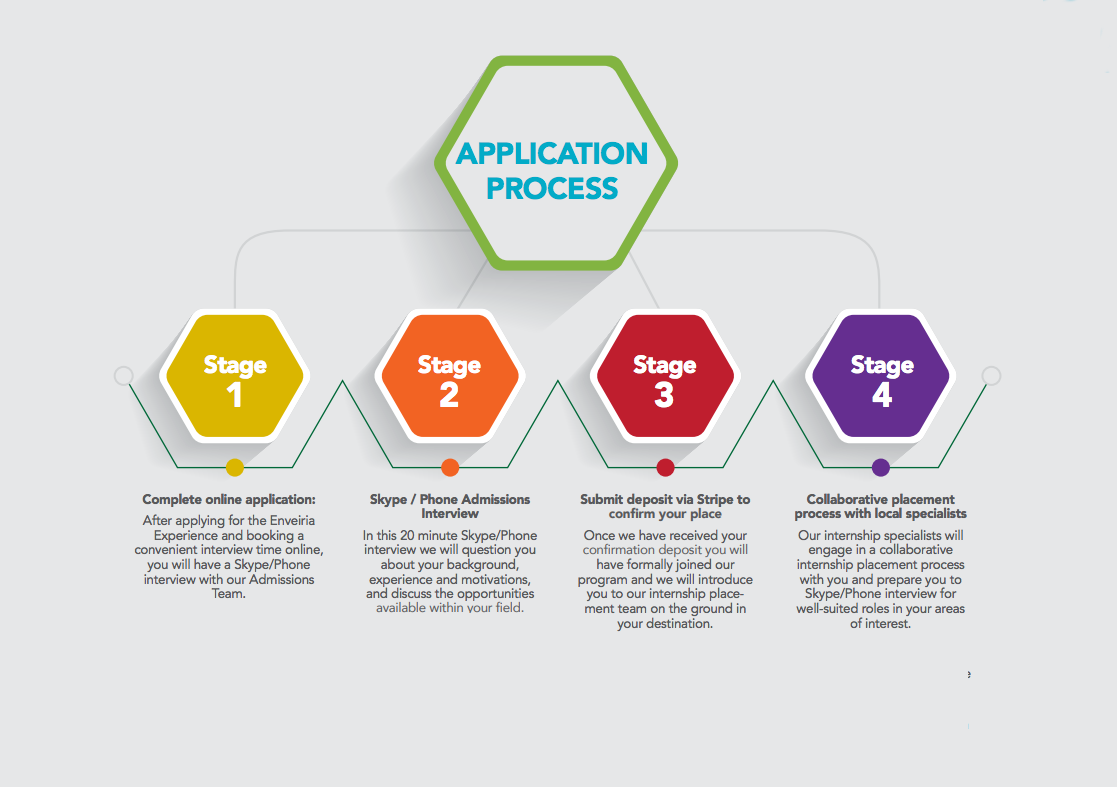 APPLICATION
PROCESS
Stage
1
Stage
2
Stage
3
Stage
4
Complete online application:
After applying for the Enveiria
Experience and booking a
convenient interview time online,
you will have a Skype/Phone
interview with our Admissions
Team.
Skype / Phone Admissions
Interview
In this 20 minute Skype/Phone
interview we will question you
about your background,
experience and motivations,
and discuss the opportunities
available within your field.
Submit deposit via Stripe to
confirm your place
Once we have received your
confirmation deposit you will
have formally joined our
program and we will introduce
you to our internship place-
ment team on the ground in
your destination.
Collaborative placement
process with local specialists
Our internship specialists will
engage in a collaborative
internship placement process
with you and prepare you to
Skype/Phone interview for
well-suited roles in your areas
of interest.